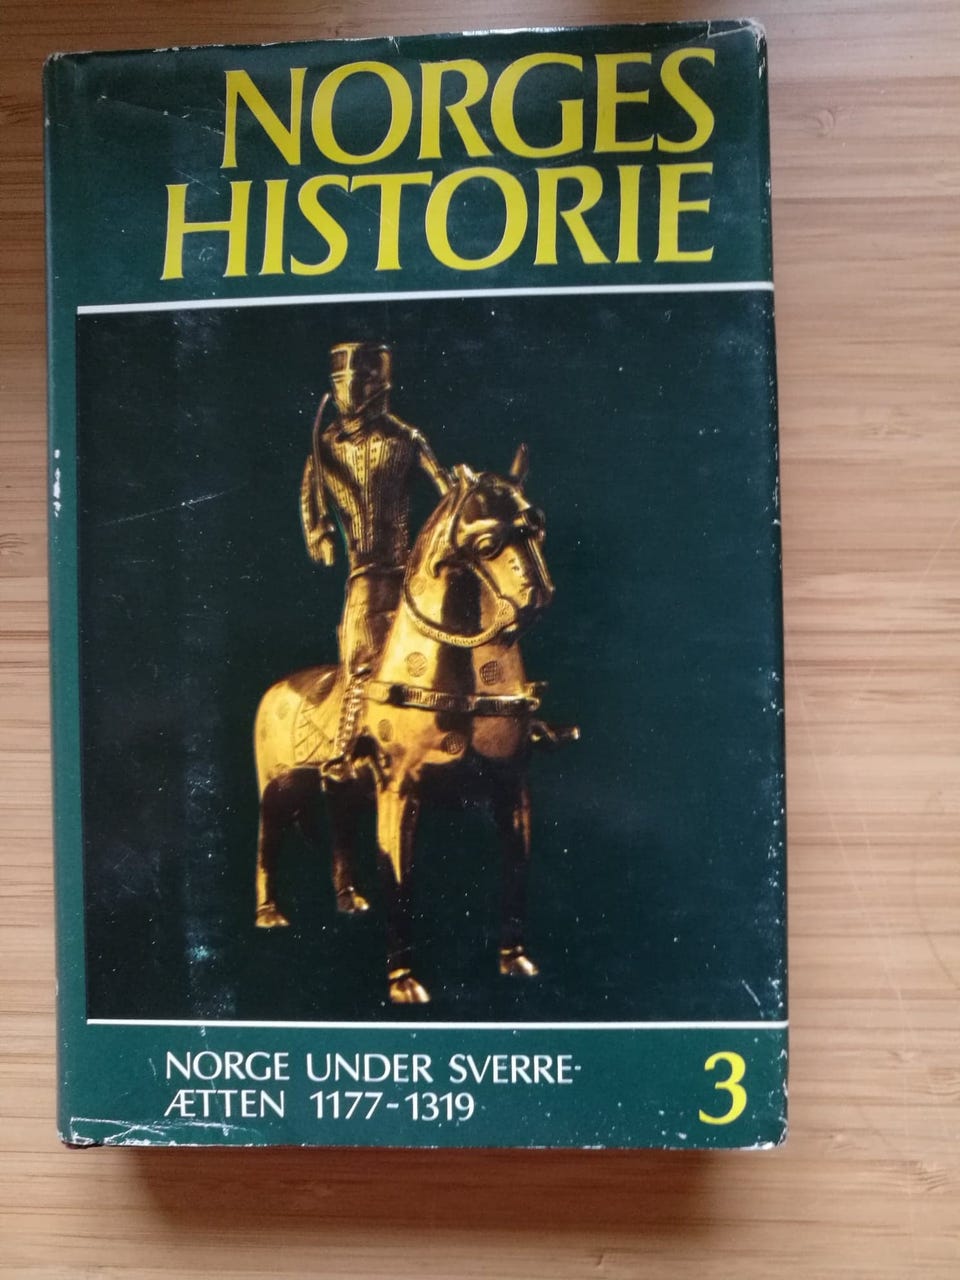 NORGES
HISTORIE
NORGE UNDER SVERRE-
ÆTTEN 1177-1319
3